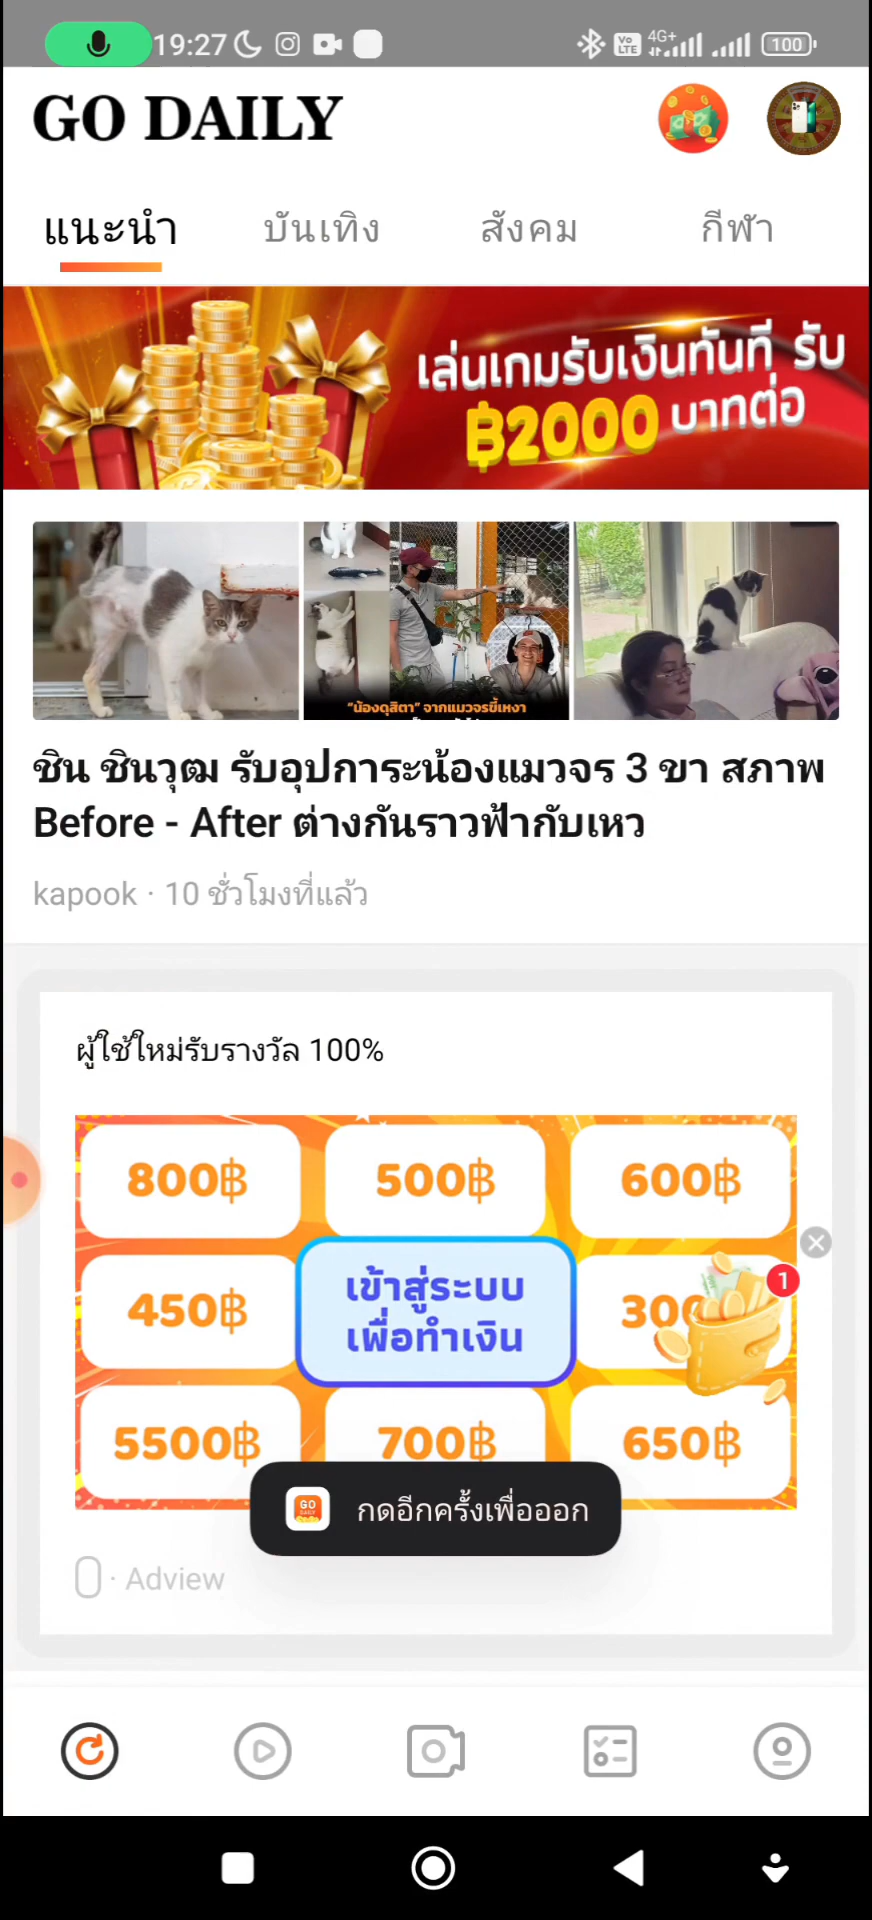 19:27
Vo LTE
4G+
100
GO DAILY
แนะนำ
บันเทิง
สังคม
กีฬา
เล่นเกมรับเงินทันที รับ
฿2000 บาทต่อ
"น้องดุสิตา" จากแมวจรขี้เหงา
ชิน ชินวุฒ รับอุปการะน้องแมวจร 3 ขา สภาพ
Before - After ต่างกันราวฟ้ากับเหว
kapook · 10 ชั่วโมงที่แล้ว
ผู้ใช้ใหม่รับรางวัล 100%
800฿
500฿
600฿
450฿
เข้าสู่ระบบ
เพื่อทำเงิน
300
1
5500฿
700฿
650฿
GO DAILY
กดอีกครั้งเพื่อออก
· Adview